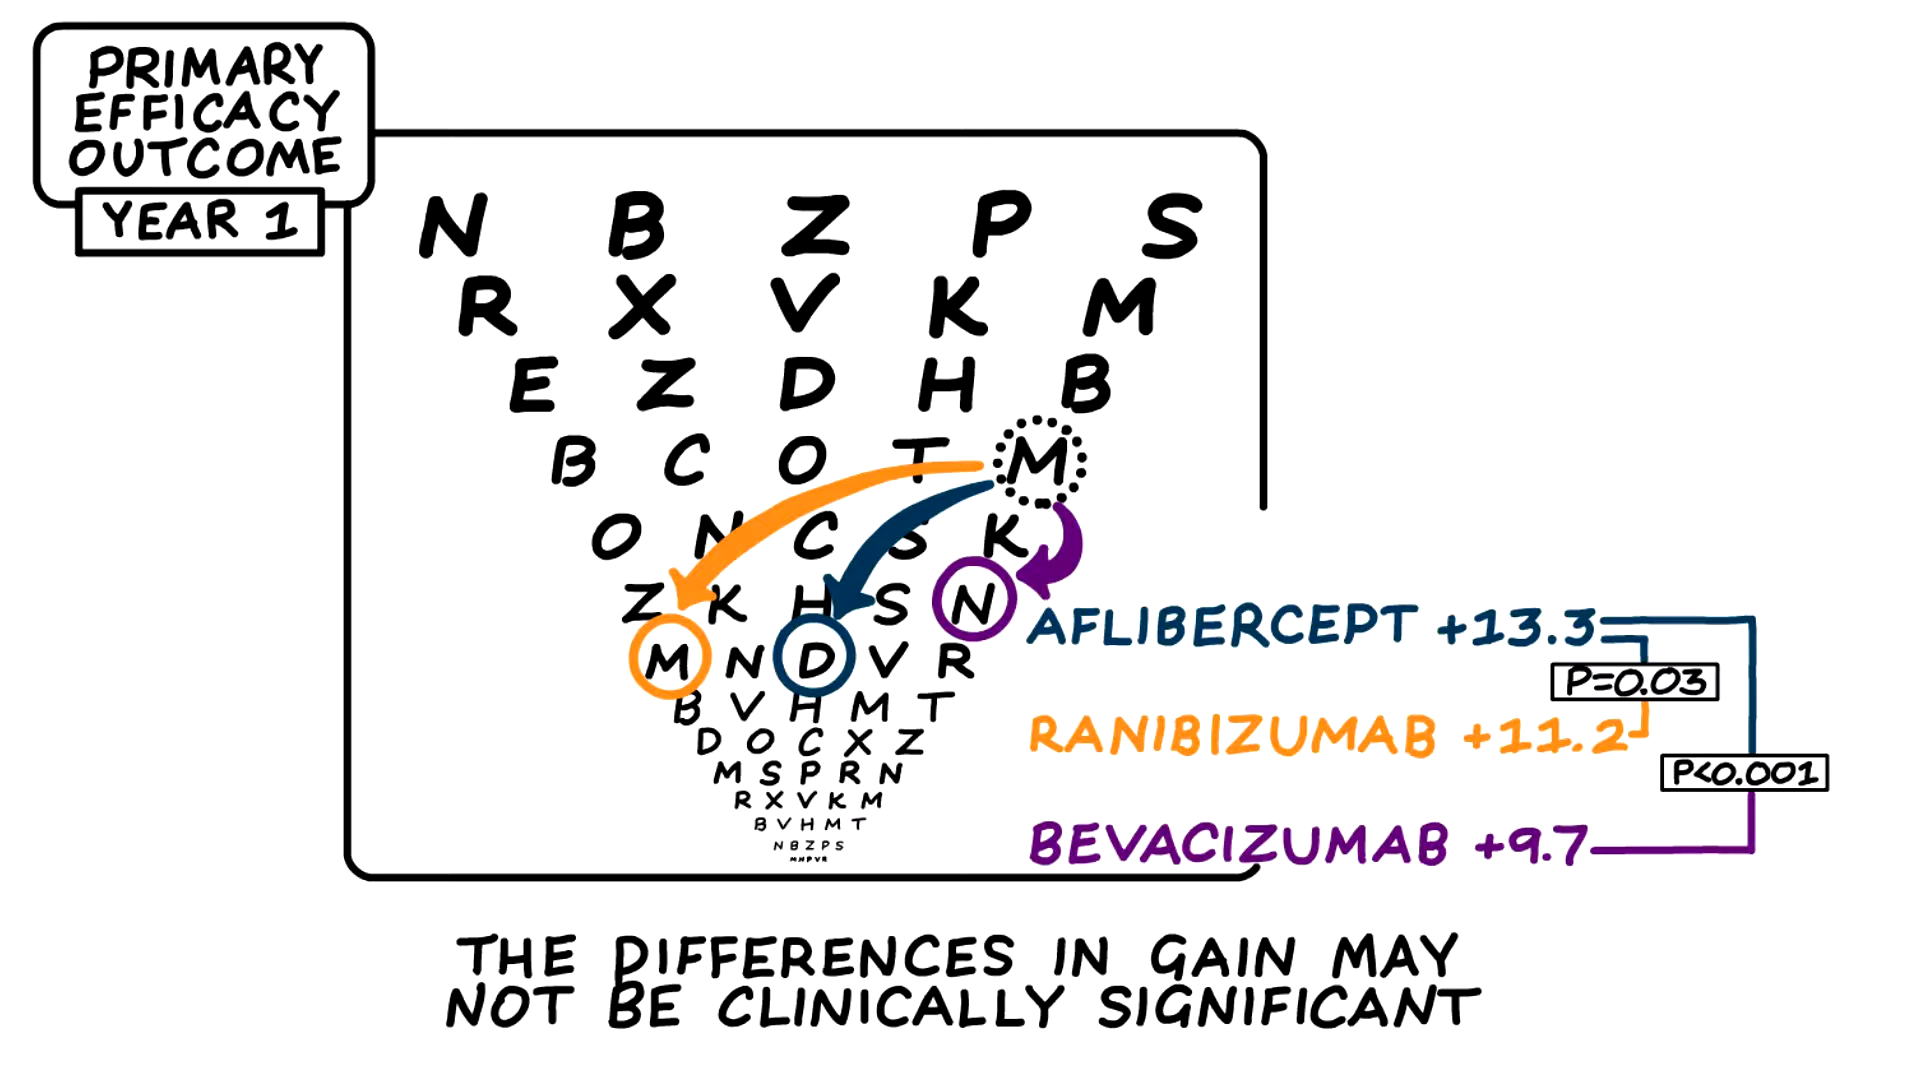 PRIMARY
EFFICACY
OUTCOME
YEAR 1
N B Z P S
R X V K M
E Z D H B
B C O T M
O N C S K
Z K H S N
M N D V R
B V H M T
D O C X Z
M S P R N
R X V K M
B V H M T
N B Z P S
AFLIBERCEPT +13.3
P=0.03
RANIBIZUMAB +11.2
P<0.001
BEVACIZUMAB +9.7
THE DIFFERENCES IN GAIN MAY
NOT BE CLINICALLY SIGNIFICANT